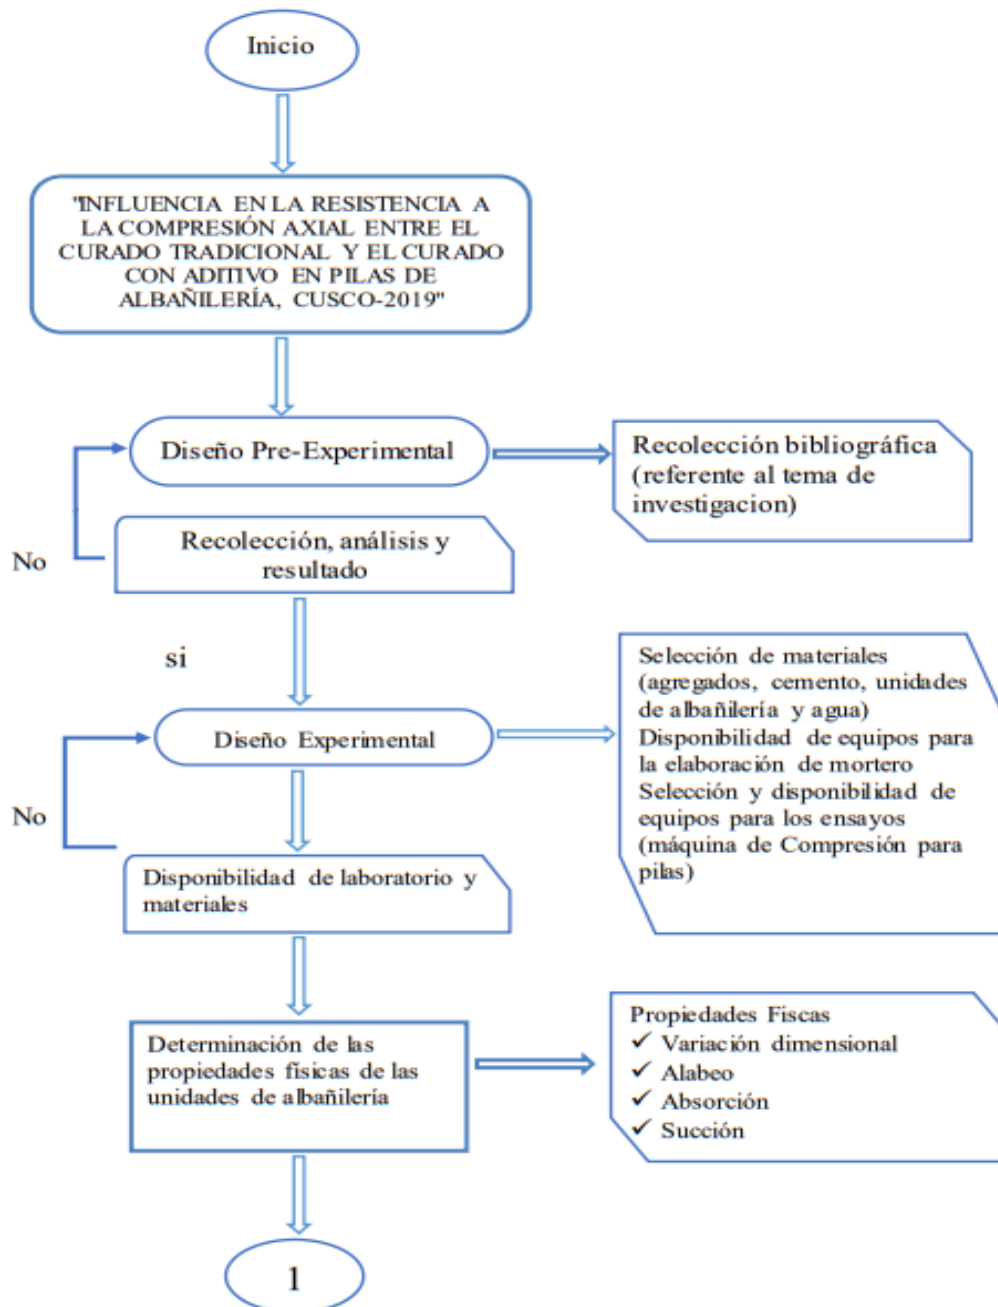 Inicio
"INFLUENCIA EN LA RESISTENCIA A
LA COMPRESIÓN AXIAL ENTRE EL
CURADO TRADICIONAL Y EL CURADO
CON ADITIVO EN PILAS DE
ALBAÑILERÍA, CUSCO-2019"
Diseño Pre-Experimental
Recolección bibliográfica
(referente al tema de
investigacion)
No
Recolección, análisis y
resultado
si
Diseño Experimental
Selección de materiales
(agregados, cemento, unidades
de albañilería y agua)
Disponibilidad de equipos para
la elaboración de mortero
Selección y disponibilidad de
equipos para los ensayos
(máquina de Compresión para
pilas)
No
Disponibilidad de laboratorio y
materiales
Determinación de las
propiedades físicas de las
unidades de albañilería
Propiedades Fiscas
✓ Variación dimensional
✓ Alabeo
✓ Absorción
✓ Succión
1